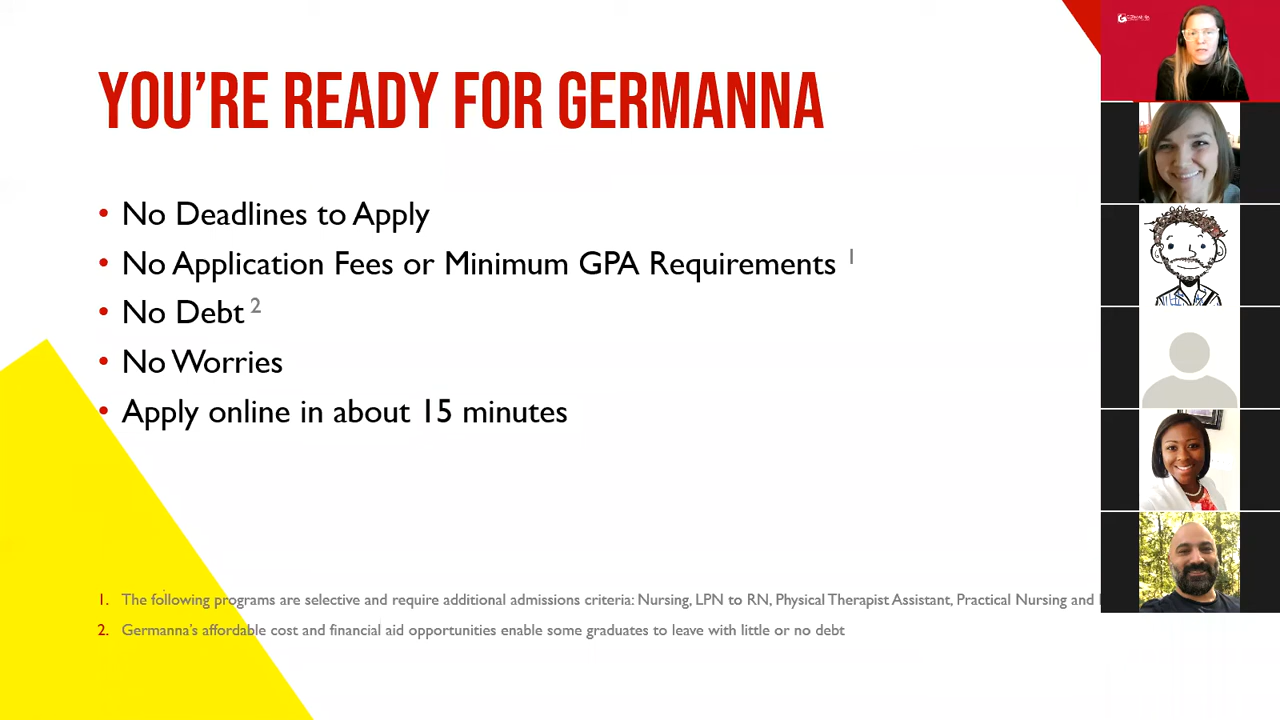 YOU'RE READY FOR GERMANNA
• No Deadlines to Apply
• No Application Fees or Minimum GPA Requirements 1
• No Debt 2
• No Worries
• Apply online in about 15 minutes
1. The following programs are selective and require additional admissions criteria: Nursing, LPN to RN, Physical Therapist Assistant, Practical Nursing and
2. Germanna's affordable cost and financial aid opportunities enable some graduates to leave with little or no debt